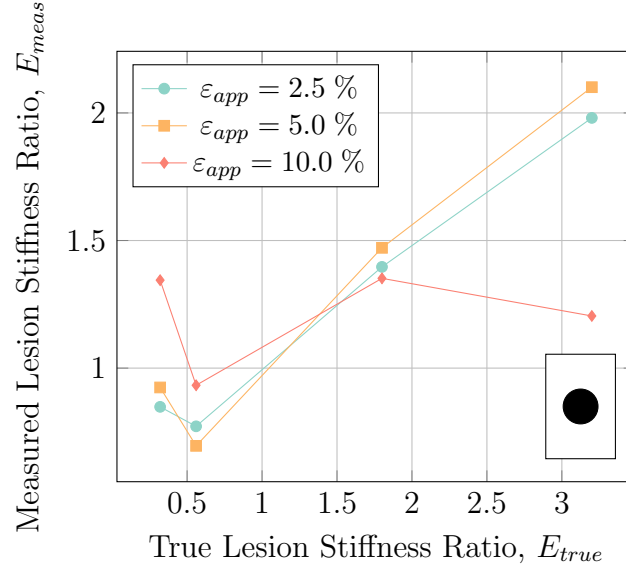 Measured Lesion Stiffness Ratio, E_meas
ε_app = 2.5 %
ε_app = 5.0 %
ε_app = 10.0 %
2
1.5
1
0.5 1 1.5 2 2.5 3
True Lesion Stiffness Ratio, E_true